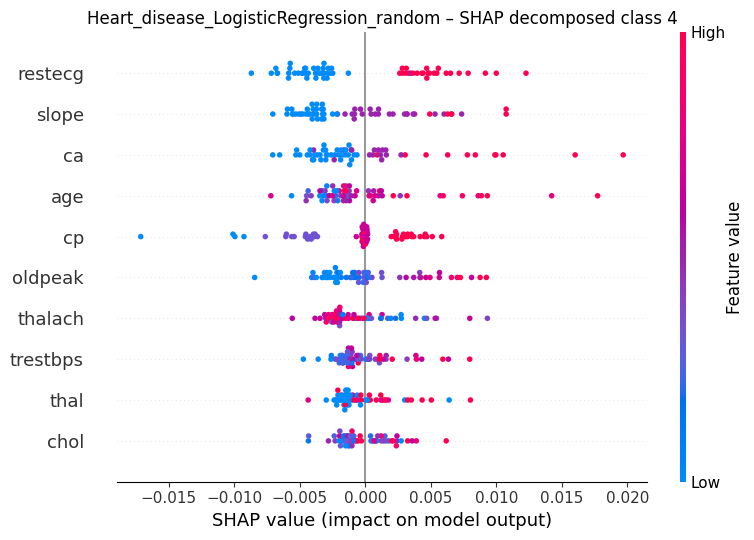 Heart_disease_LogisticRegression_random – SHAP decomposed class 4
High
restecg
slope
ca
age
cp
oldpeak
thalach
trestbps
thal
chol
Feature value
Low
−0.015 −0.010 −0.005 0.000 0.005 0.010 0.015 0.020
SHAP value (impact on model output)